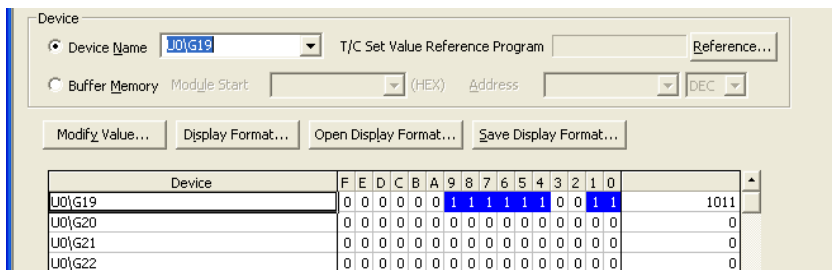 Device
Device Name U0\G19 T/C Set Value Reference Program Reference...
Buffer Memory Module Start (HEX) Address DEC
Modify Value... Display Format... Open Display Format... Save Display Format...
Device F E D C B A 9 8 7 6 5 4 3 2 1 0
U0\G19 0 0 0 0 0 0 1 1 1 1 1 1 0 0 1 1 1011
U0\G20 0 0 0 0 0 0 0 0 0 0 0 0 0 0 0 0 0
U0\G21 0 0 0 0 0 0 0 0 0 0 0 0 0 0 0 0 0
U0\G22 0 0 0 0 0 0 0 0 0 0 0 0 0 0 0 0 0